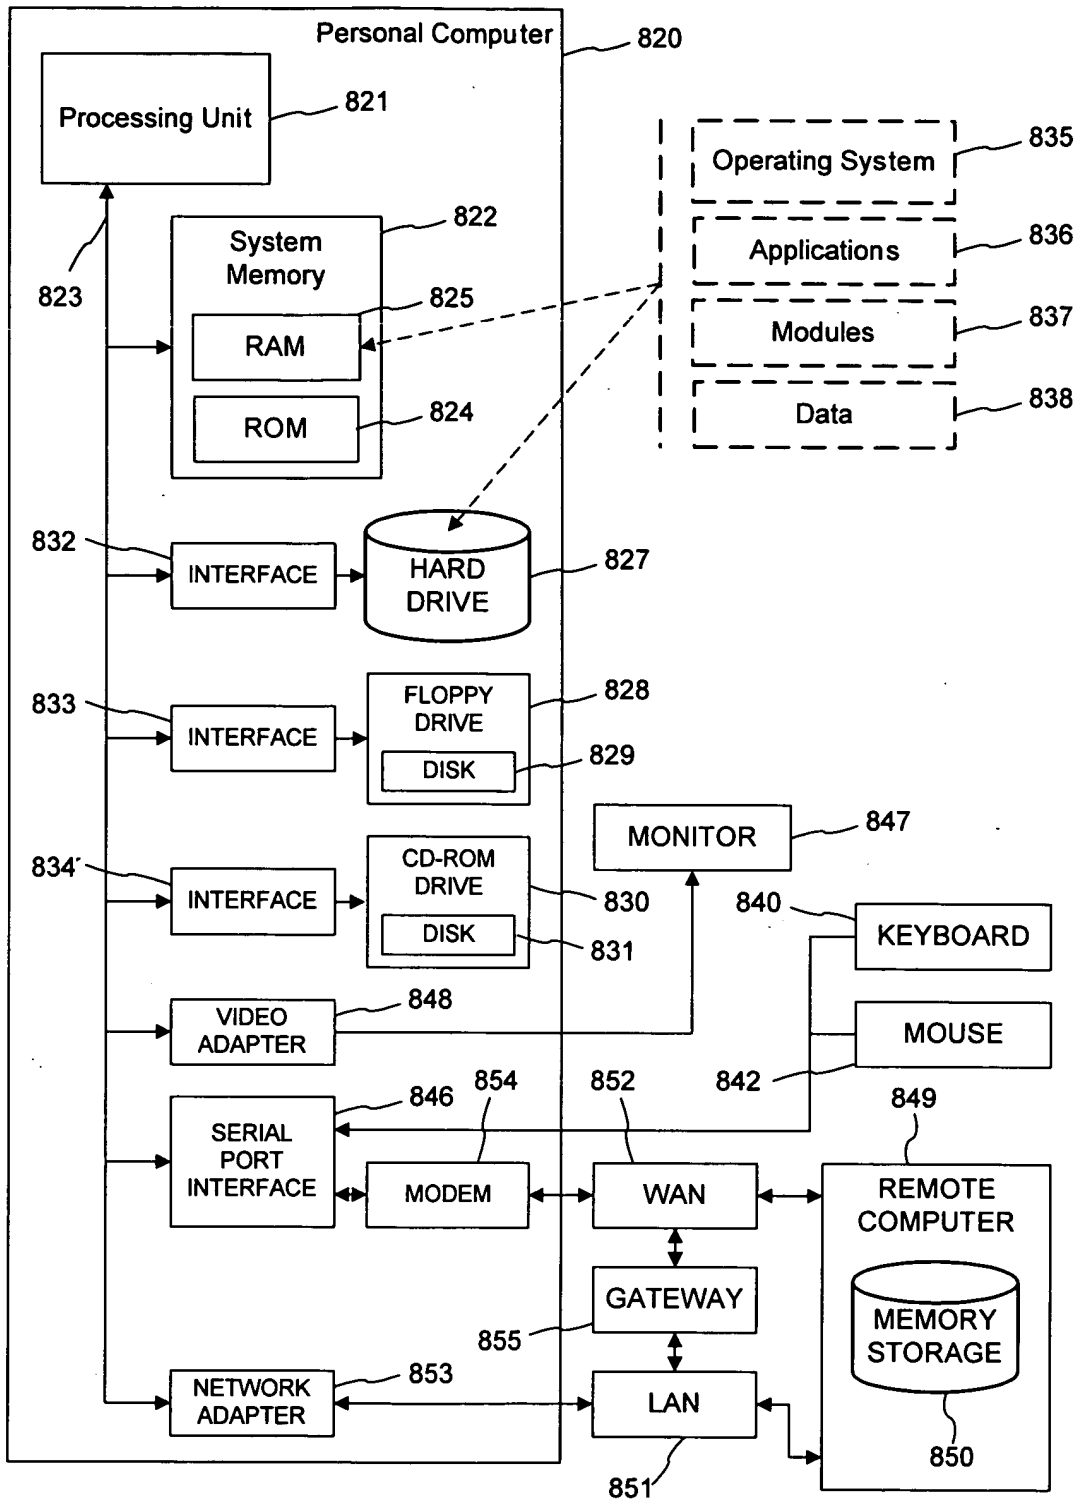 Personal Computer
820
Processing Unit
821
823
System
Memory
822
825
RAM
824
ROM
Operating System
835
Applications
836
Modules
837
Data
838
832
INTERFACE
HARD
DRIVE
827
833
INTERFACE
FLOPPY
DRIVE
828
DISK
829
834
INTERFACE
CD-ROM
DRIVE
830
DISK
831
MONITOR
847
840
KEYBOARD
MOUSE
842
VIDEO
ADAPTER
848
SERIAL
PORT
INTERFACE
846
854
MODEM
852
WAN
849
REMOTE
COMPUTER
MEMORY
STORAGE
850
GATEWAY
855
NETWORK
ADAPTER
853
LAN
851